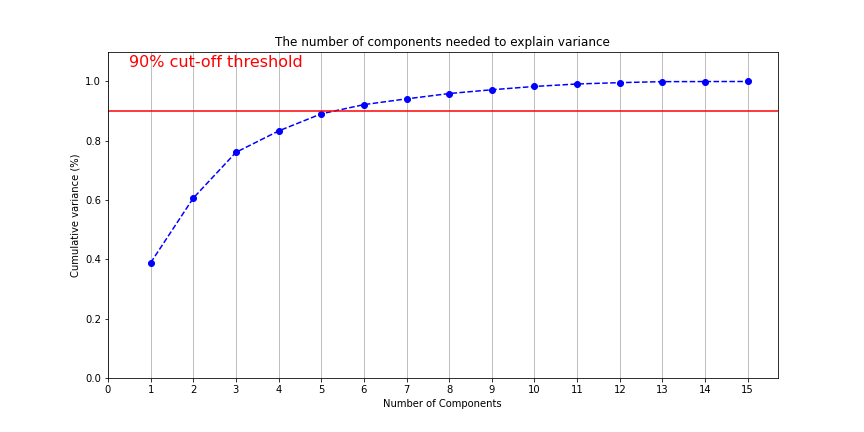 The number of components needed to explain variance
90% cut-off threshold
Cumulative variance (%)
1.0
0.8
0.6
0.4
0.2
0.0
0 1 2 3 4 5 6 7 8 9 10 11 12 13 14 15
Number of Components